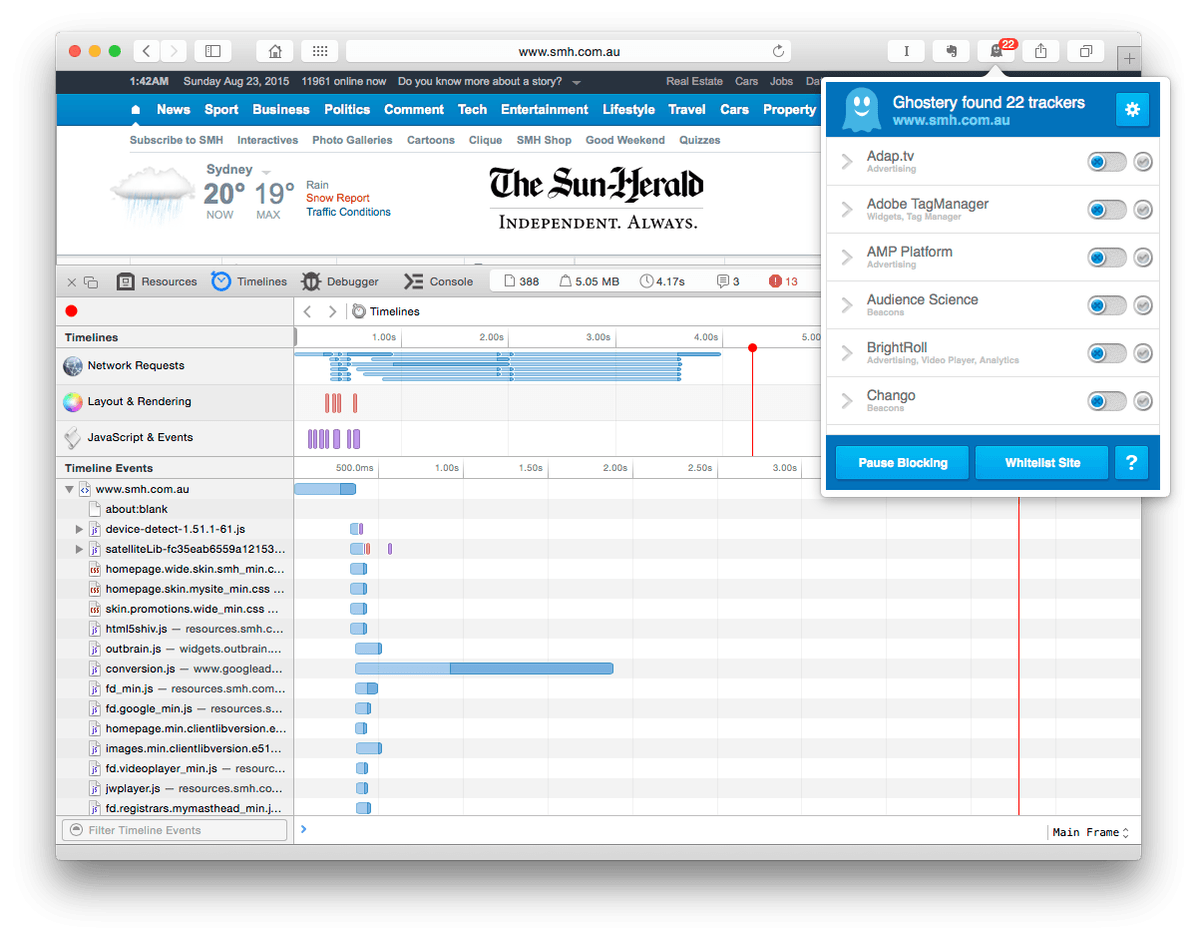 www.smh.com.au
22
1:42AM Sunday Aug 23, 2015 11961 online now Do you know more about a story? Real Estate Cars Jobs
News Sport Business Politics Comment Tech Entertainment Lifestyle Travel Cars Property
Subscribe to SMH Interactives Photo Galleries Cartoons Clique SMH Shop Good Weekend Quizzes
Sydney
20° 19°
NOW MAX
Rain
Snow Report
Traffic Conditions
The Sun-Herald
INDEPENDENT. ALWAYS.
Ghostery found 22 trackers
www.smh.com.au
Adap.tv
Advertising
Adobe TagManager
Widgets, Tag Manager
AMP Platform
Advertising
Audience Science
Beacons
BrightRoll
Advertising, Video Player, Analytics
Chango
Beacons
Pause Blocking Whitelist Site ?
Resources Timelines Debugger Console 388 5.05 MB 4.17s 3 13
Timelines
Timelines 1.00s 2.00s 3.00s 4.00s 5.00
Network Requests
Layout & Rendering
JavaScript & Events
Timeline Events 500.0ms 1.00s 1.50s 2.00s 2.50s 3.00s
www.smh.com.au
about:blank
device-detect-1.51.1-61.js
satelliteLib-fc35eab6559a12153...
homepage.wide.skin.smh_min.c...
homepage.skin.mysite_min.css ...
skin.promotions.wide_min.css ...
html5shiv.js — resources.smh.c...
outbrain.js — widgets.outbrain....
conversion.js — www.googlead...
fd_min.js — resources.smh.com...
fd.google_min.js — resources.s...
homepage.min.clientlibversion.e...
images.min.clientlibversion.e51...
fd.videoplayer_min.js — resourc...
jwplayer.js — resources.smh.co...
fd.registrars.mymasthead_min.j...
Filter Timeline Events
Main Frame